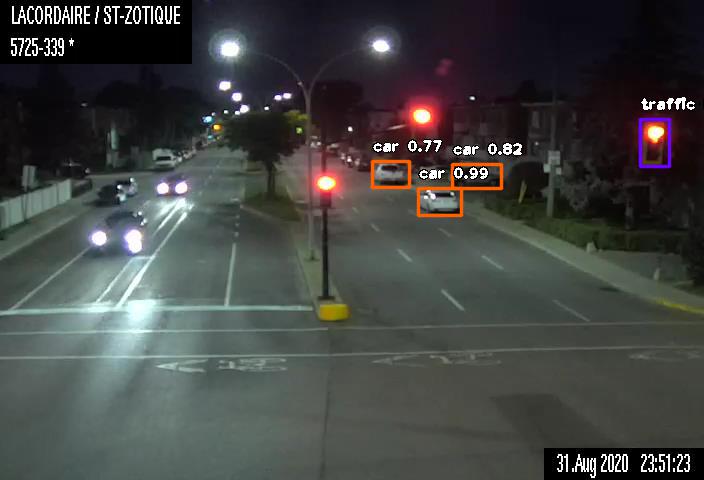 LACORDAIRE / ST-ZOTIQUE
5725-339 *
traffic
car 0.77
car 0.82
car 0.99
31.Aug 2020 23:51:23